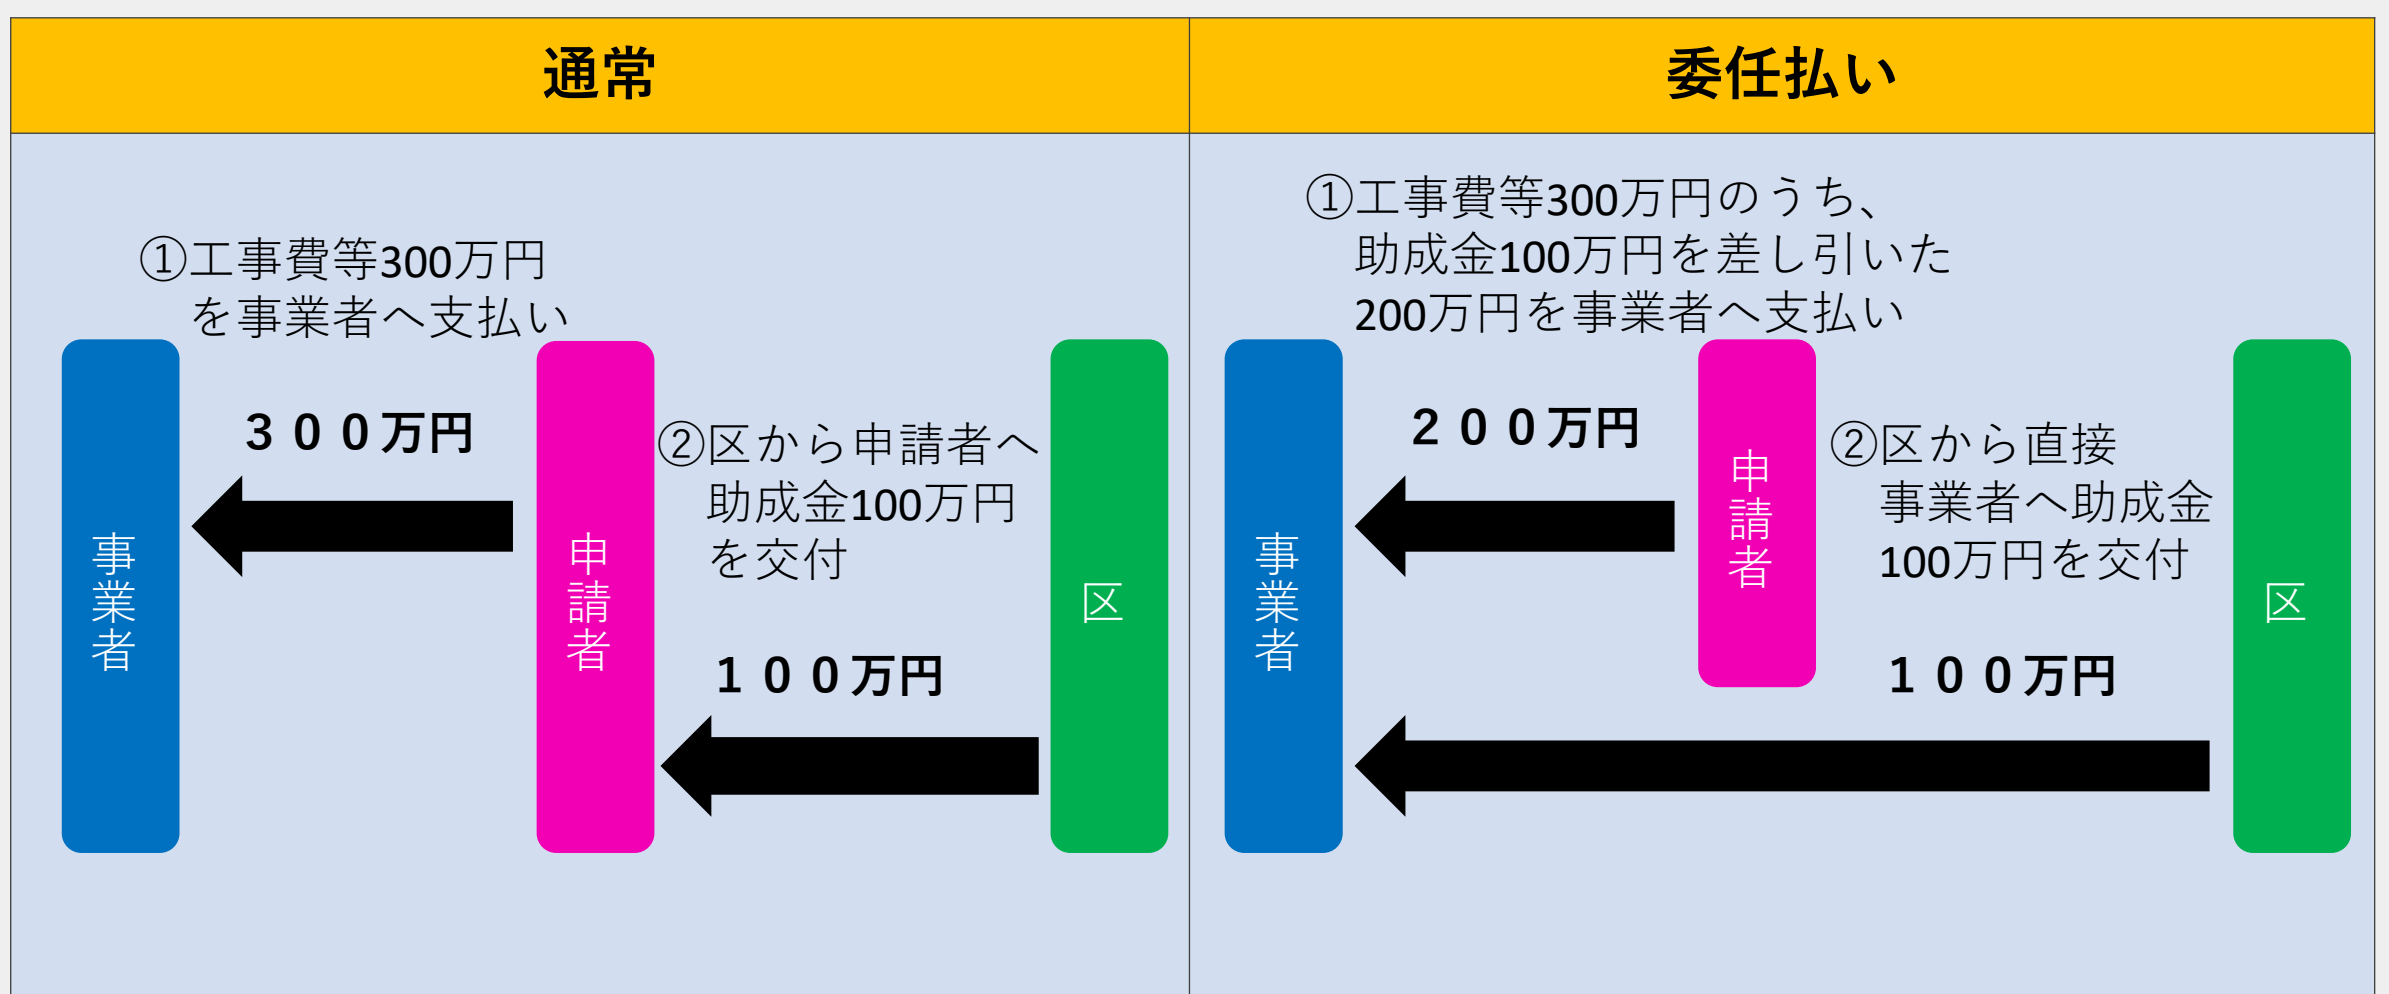 通常
①工事費等300万円
を事業者へ支払い
３００万円
事業者
申請者
②区から申請者へ
助成金100万円
を交付
１００万円
区
委任払い
①工事費等300万円のうち、
助成金100万円を差し引いた
200万円を事業者へ支払い
２００万円
事業者
申請者
②区から直接
事業者へ助成金
100万円を交付
１００万円
区